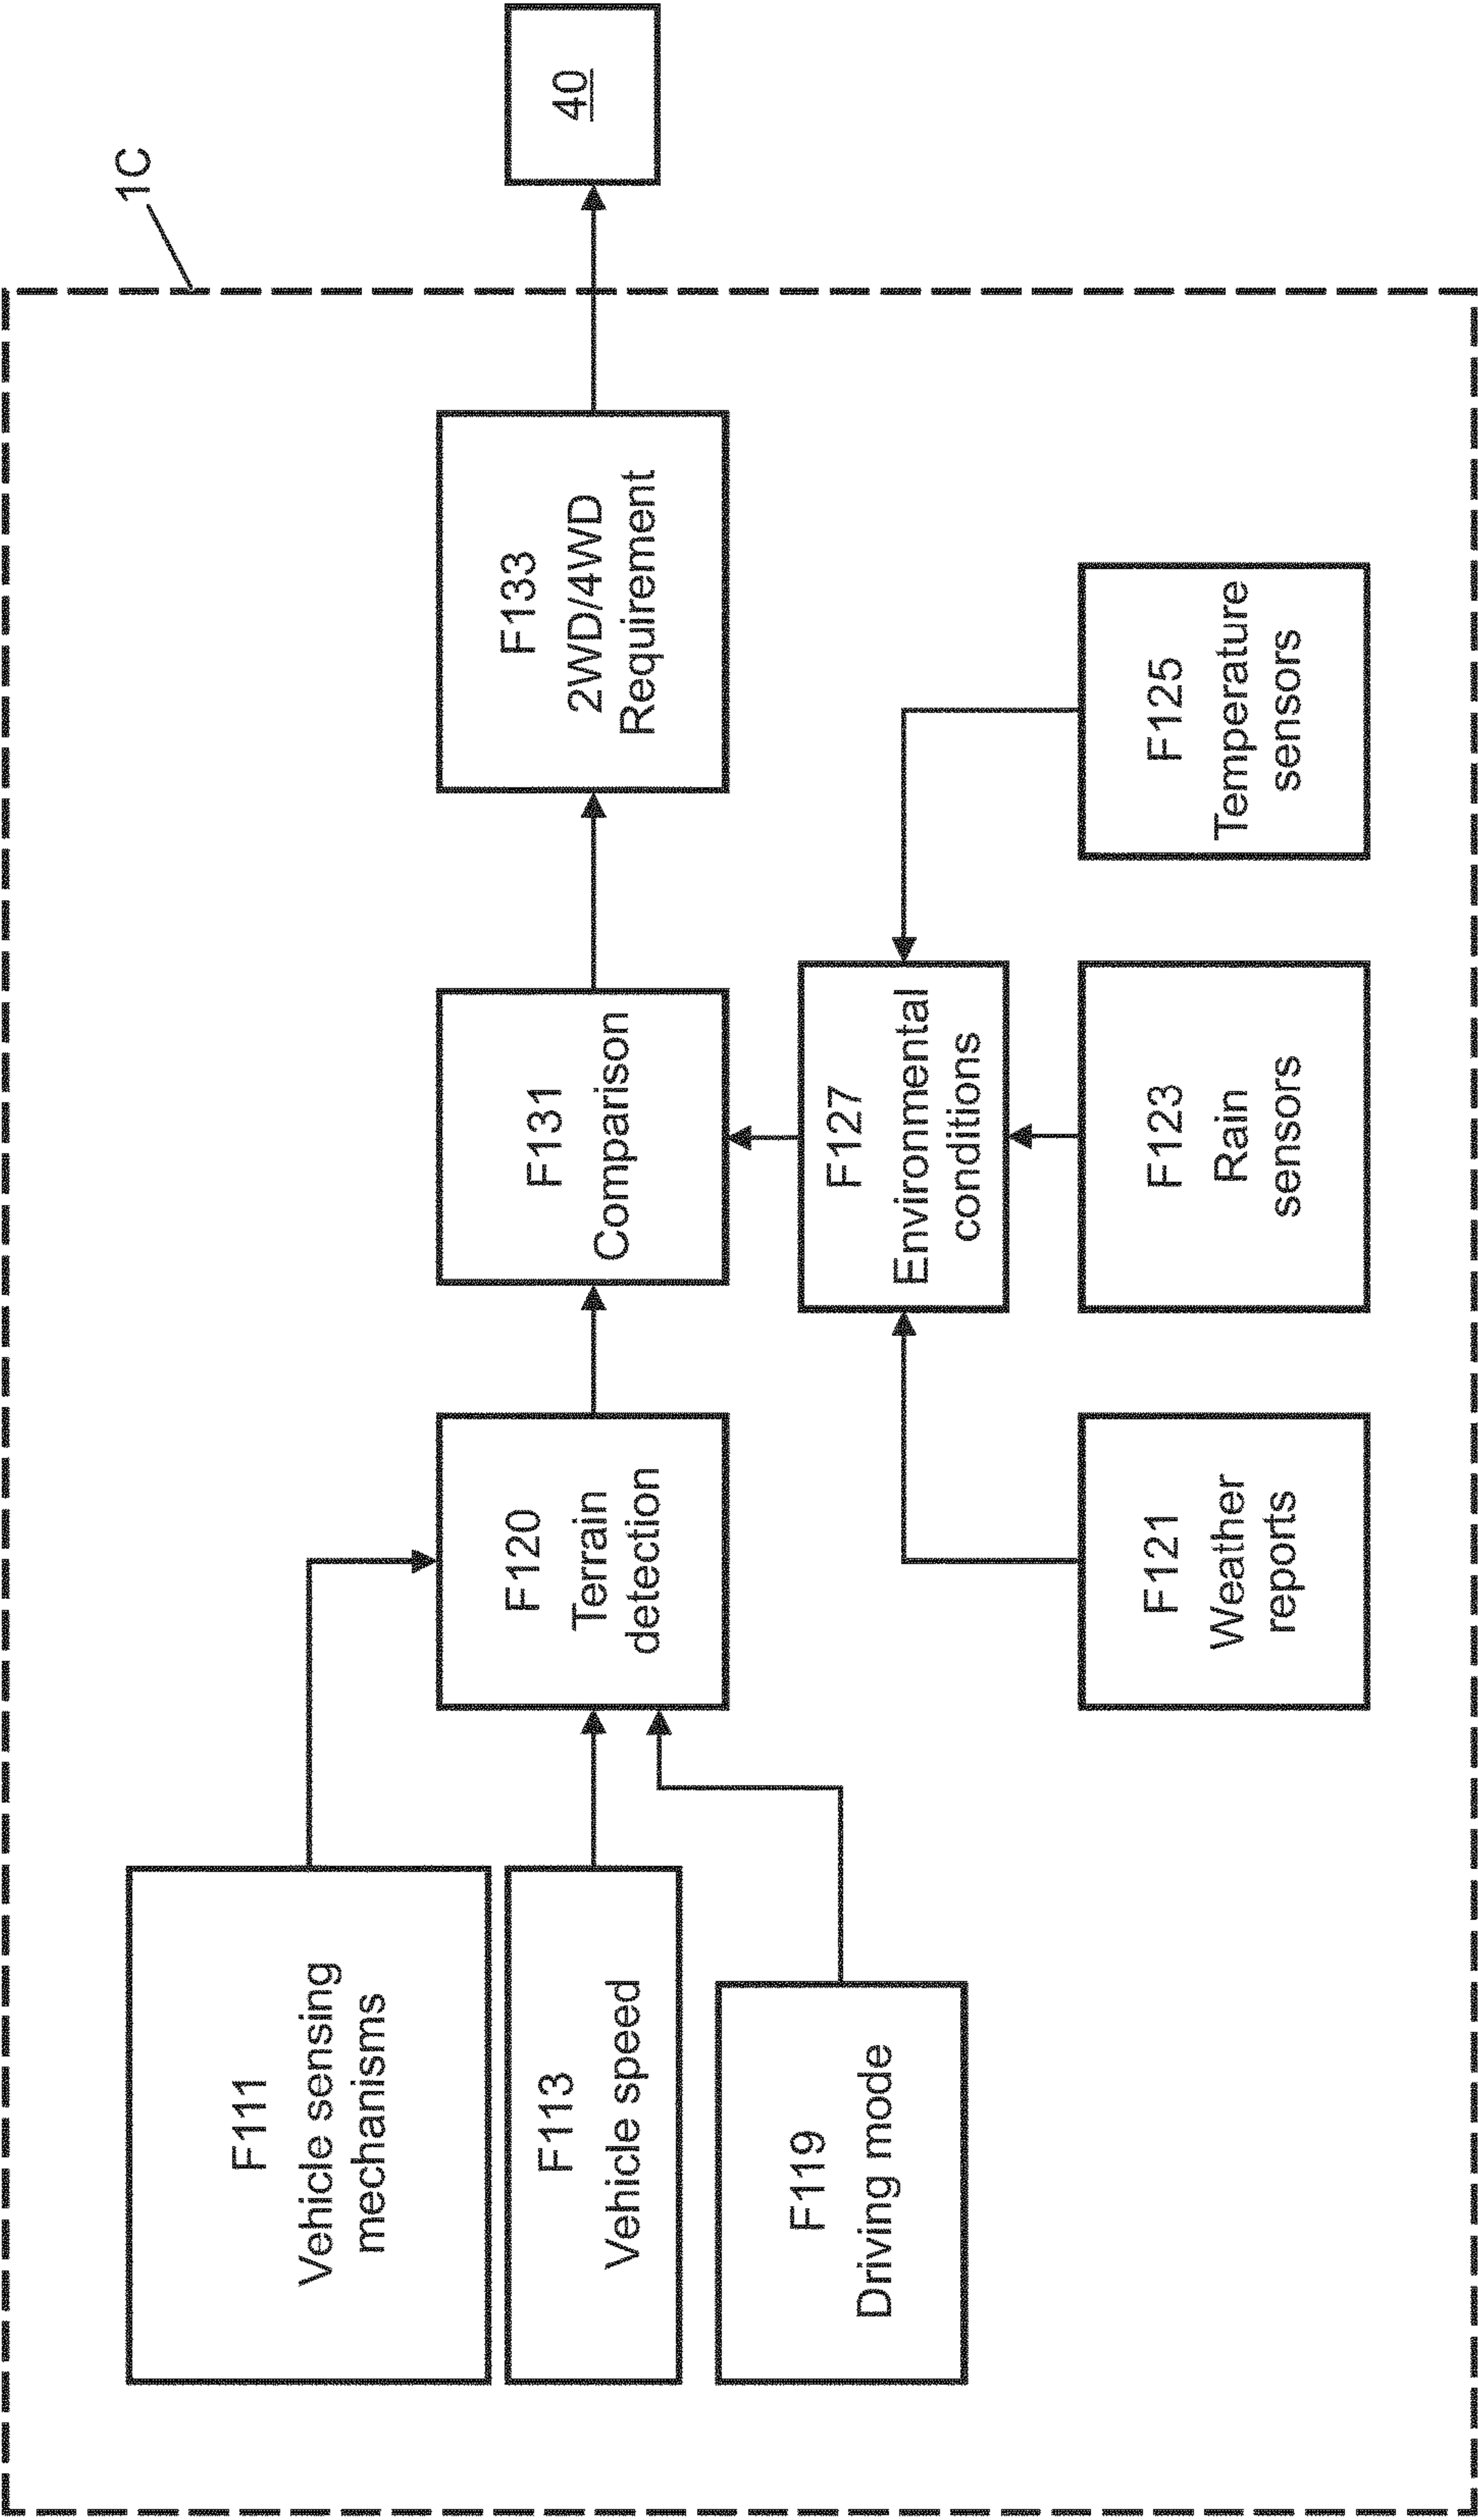 1C
40
F111
Vehicle sensing
mechanisms
F113
Vehicle speed
F119
Driving mode
F120
Terrain
detection
F131
Comparison
F133
2WD/4WD
Requirement
F127
Environmental
conditions
F121
Weather
reports
F123
Rain
sensors
F125
Temperature
sensors